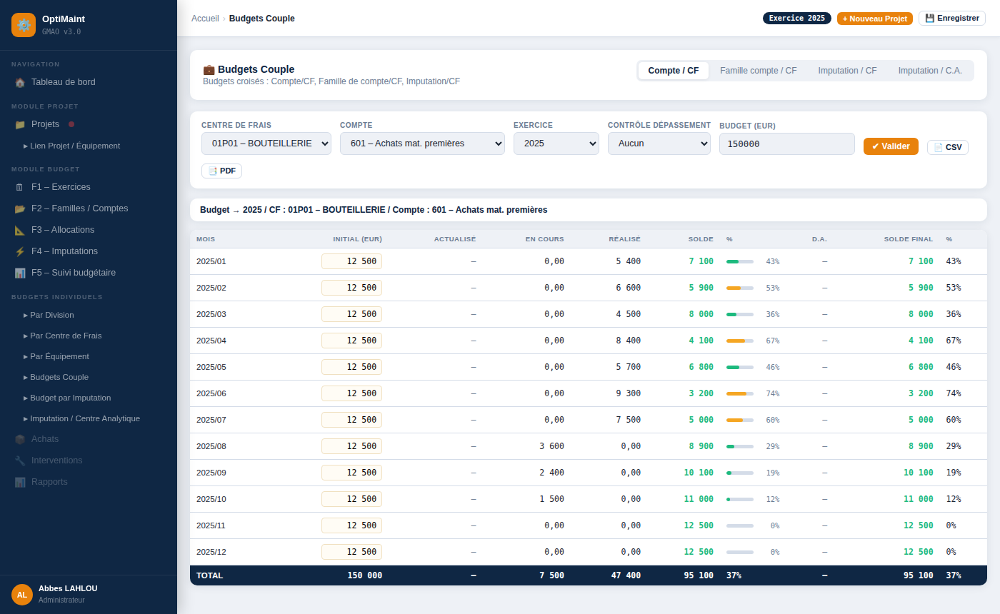 OptiMaint
GMAO v3.0
NAVIGATION
Tableau de bord
MODULE PROJET
Projets
▸ Lien Projet / Équipement
MODULE BUDGET
F1 – Exercices
F2 – Familles / Comptes
F3 – Allocations
F4 – Imputations
F5 – Suivi budgétaire
BUDGETS INDIVIDUELS
▸ Par Division
▸ Par Centre de Frais
▸ Par Équipement
▸ Budgets Couple
▸ Budget par Imputation
▸ Imputation / Centre Analytique
Achats
Interventions
Rapports
AL
Abbes LAHLOU
Administrateur
Accueil › Budgets Couple
Exercice 2025 + Nouveau Projet Enregistrer
Budgets Couple
Budgets croisés : Compte/CF, Famille de compte/CF, Imputation/CF
Compte / CF Famille compte / CF Imputation / CF Imputation / C.A.
CENTRE DE FRAIS COMPTE EXERCICE CONTRÔLE DÉPASSEMENT BUDGET (EUR)
01P01 – BOUTEILLERIE 601 – Achats mat. premières 2025 Aucun 150000 ✔ Valider CSV
PDF
Budget → 2025 / CF : 01P01 – BOUTEILLERIE / Compte : 601 – Achats mat. premières
MOIS INITIAL (EUR) ACTUALISÉ EN COURS RÉALISÉ SOLDE % D.A. SOLDE FINAL %
2025/01 12 500 — 0,00 5 400 7 100 43% — 7 100 43%
2025/02 12 500 — 0,00 6 600 5 900 53% — 5 900 53%
2025/03 12 500 — 0,00 4 500 8 000 36% — 8 000 36%
2025/04 12 500 — 0,00 8 400 4 100 67% — 4 100 67%
2025/05 12 500 — 0,00 5 700 6 800 46% — 6 800 46%
2025/06 12 500 — 0,00 9 300 3 200 74% — 3 200 74%
2025/07 12 500 — 0,00 7 500 5 000 60% — 5 000 60%
2025/08 12 500 — 3 600 0,00 8 900 29% — 8 900 29%
2025/09 12 500 — 2 400 0,00 10 100 19% — 10 100 19%
2025/10 12 500 — 1 500 0,00 11 000 12% — 11 000 12%
2025/11 12 500 — 0,00 0,00 12 500 0% — 12 500 0%
2025/12 12 500 — 0,00 0,00 12 500 0% — 12 500 0%
TOTAL 150 000 — 7 500 47 400 95 100 37% — 95 100 37%